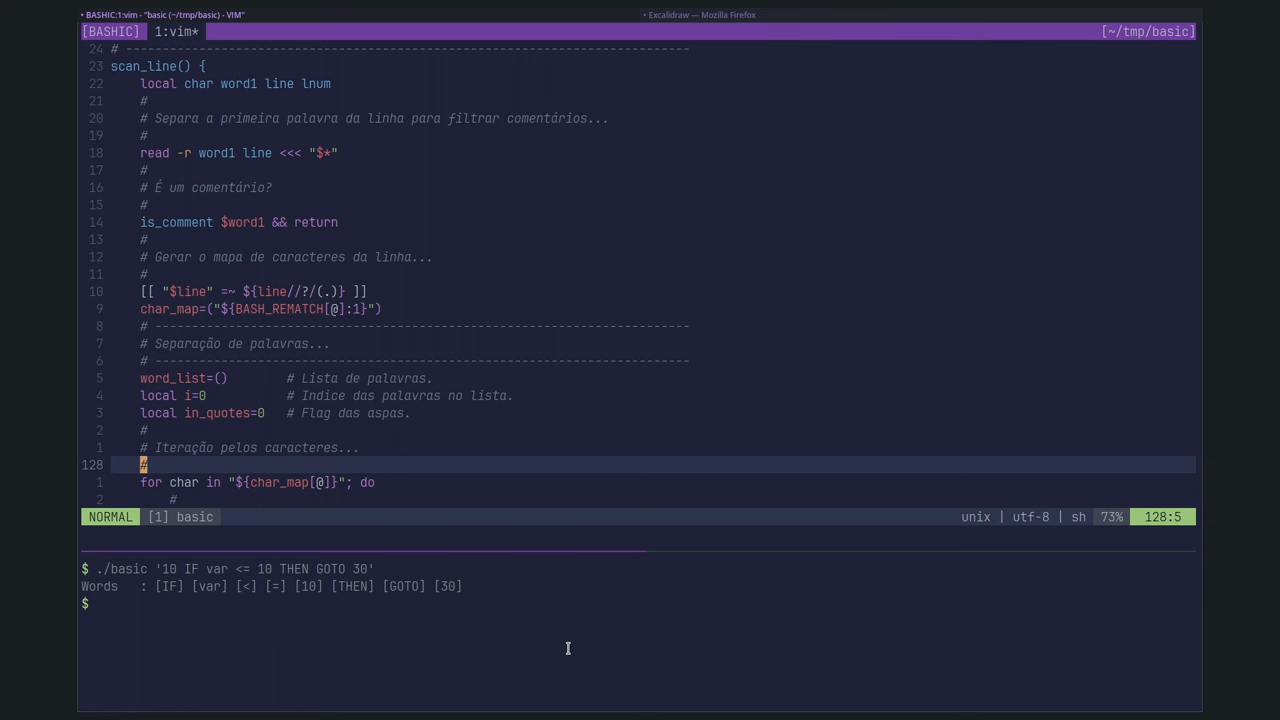 • BASHIC:1:vim - "basic (~/tmp/basic) - VIM"
• Excalidraw — Mozilla Firefox
[BASHIC] 1:vim* [~/tmp/basic]
24 # -----------------------------------------------------------------------------
23 scan_line() {
22     local char word1 line lnum
21     #
20     # Separa a primeira palavra da linha para filtrar comentários...
19     #
18     read -r word1 line <<< "$*"
17     #
16     # É um comentário?
15     #
14     is_comment $word1 && return
13     #
12     # Gerar o mapa de caracteres da linha...
11     #
10     [[ "$line" =~ ${line//?/(.)} ]]
9     char_map=("${BASH_REMATCH[@]:1}")
8     # -------------------------------------------------------------------------
7     # Separação de palavras...
6     # -------------------------------------------------------------------------
5     word_list=()        # Lista de palavras.
4     local i=0           # Indice das palavras no lista.
3     local in_quotes=0   # Flag das aspas.
2     #
1     # Iteração pelos caracteres...
128     #
1     for char in "${char_map[@]}"; do
2         #
NORMAL [1] basic unix | utf-8 | sh 73% 128:5
$ ./basic '10 IF var <= 10 THEN GOTO 30'
Words   : [IF] [var] [<] [=] [10] [THEN] [GOTO] [30]
$